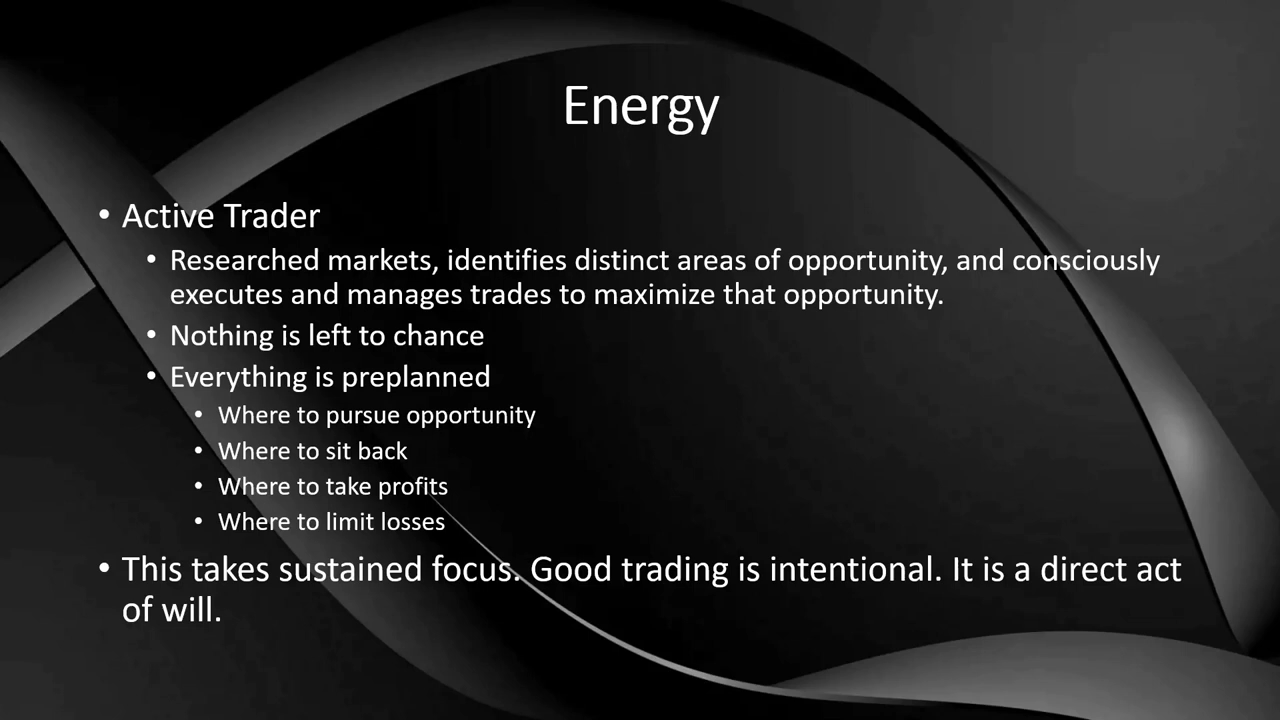 Energy
• Active Trader
• Researched markets, identifies distinct areas of opportunity, and consciously
executes and manages trades to maximize that opportunity.
• Nothing is left to chance
• Everything is preplanned
• Where to pursue opportunity
• Where to sit back
• Where to take profits
• Where to limit losses
• This takes sustained focus. Good trading is intentional. It is a direct act
of will.